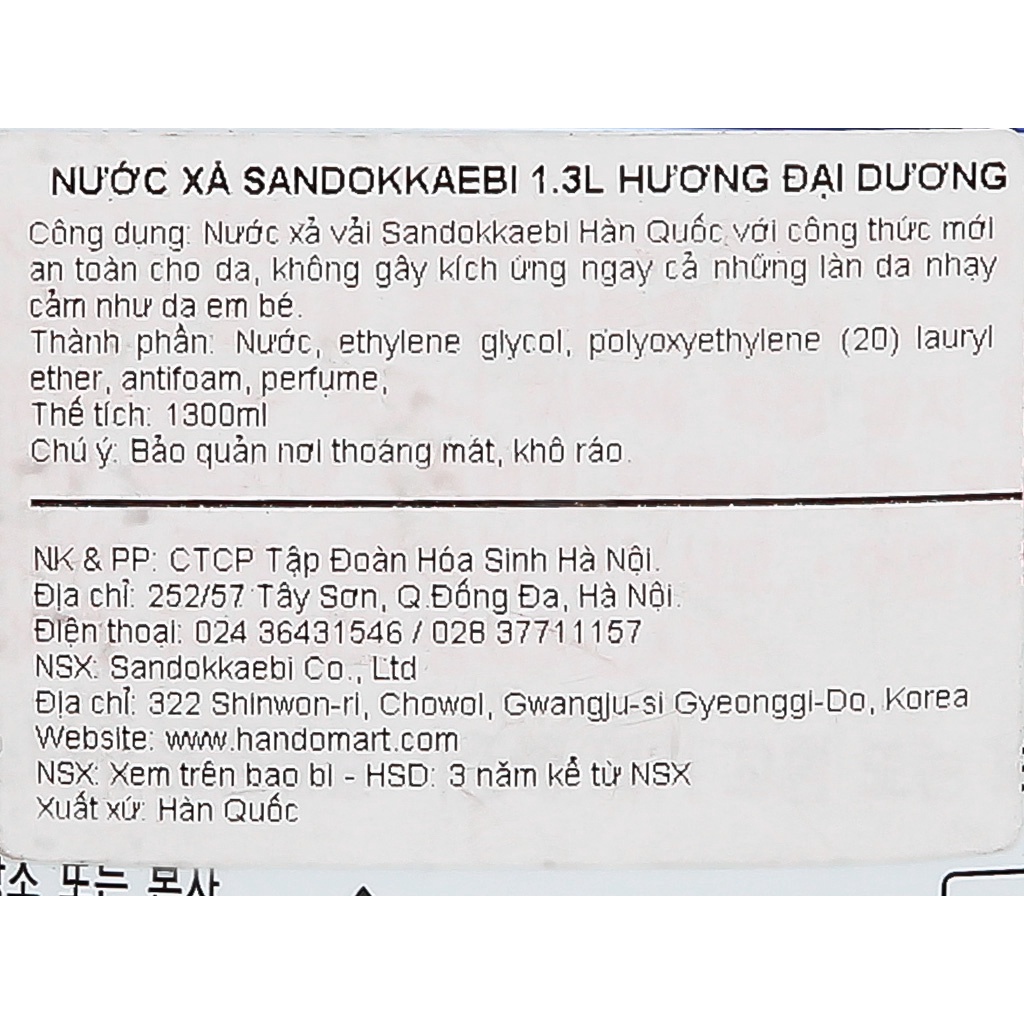 NƯỚC XẢ SANDOKKAEBI 1.3L HƯƠNG ĐẠI DƯƠNG
Công dụng: Nước xả vải Sandokkaebi Hàn Quốc với công thức mới
an toàn cho da, không gây kích ứng ngay cả những làn da nhạy
cảm như da em bé.
Thành phần: Nước, ethylene glycol, polyoxyethylene (20) lauryl
ether, antifoam, perfume,
Thế tích: 1300ml
Chú ý: Bảo quản nơi thoáng mát, khô ráo.
NK & PP: CTCP Tập Đoàn Hóa Sinh Hà Nội.
Địa chỉ: 252/57 Tây Sơn, Q.Đống Đa, Hà Nội.
Điện thoại: 024 36431546 / 028 37711157
NSX: Sandokkaebi Co., Ltd
Địa chỉ: 322 Shinwon-ri, Chowol, Gwangju-si Gyeonggi-Do, Korea
Website: www.handomart.com
NSX: Xem trên bao bì - HSD: 3 năm kể từ NSX
Xuất xứ: Hàn Quốc
또는